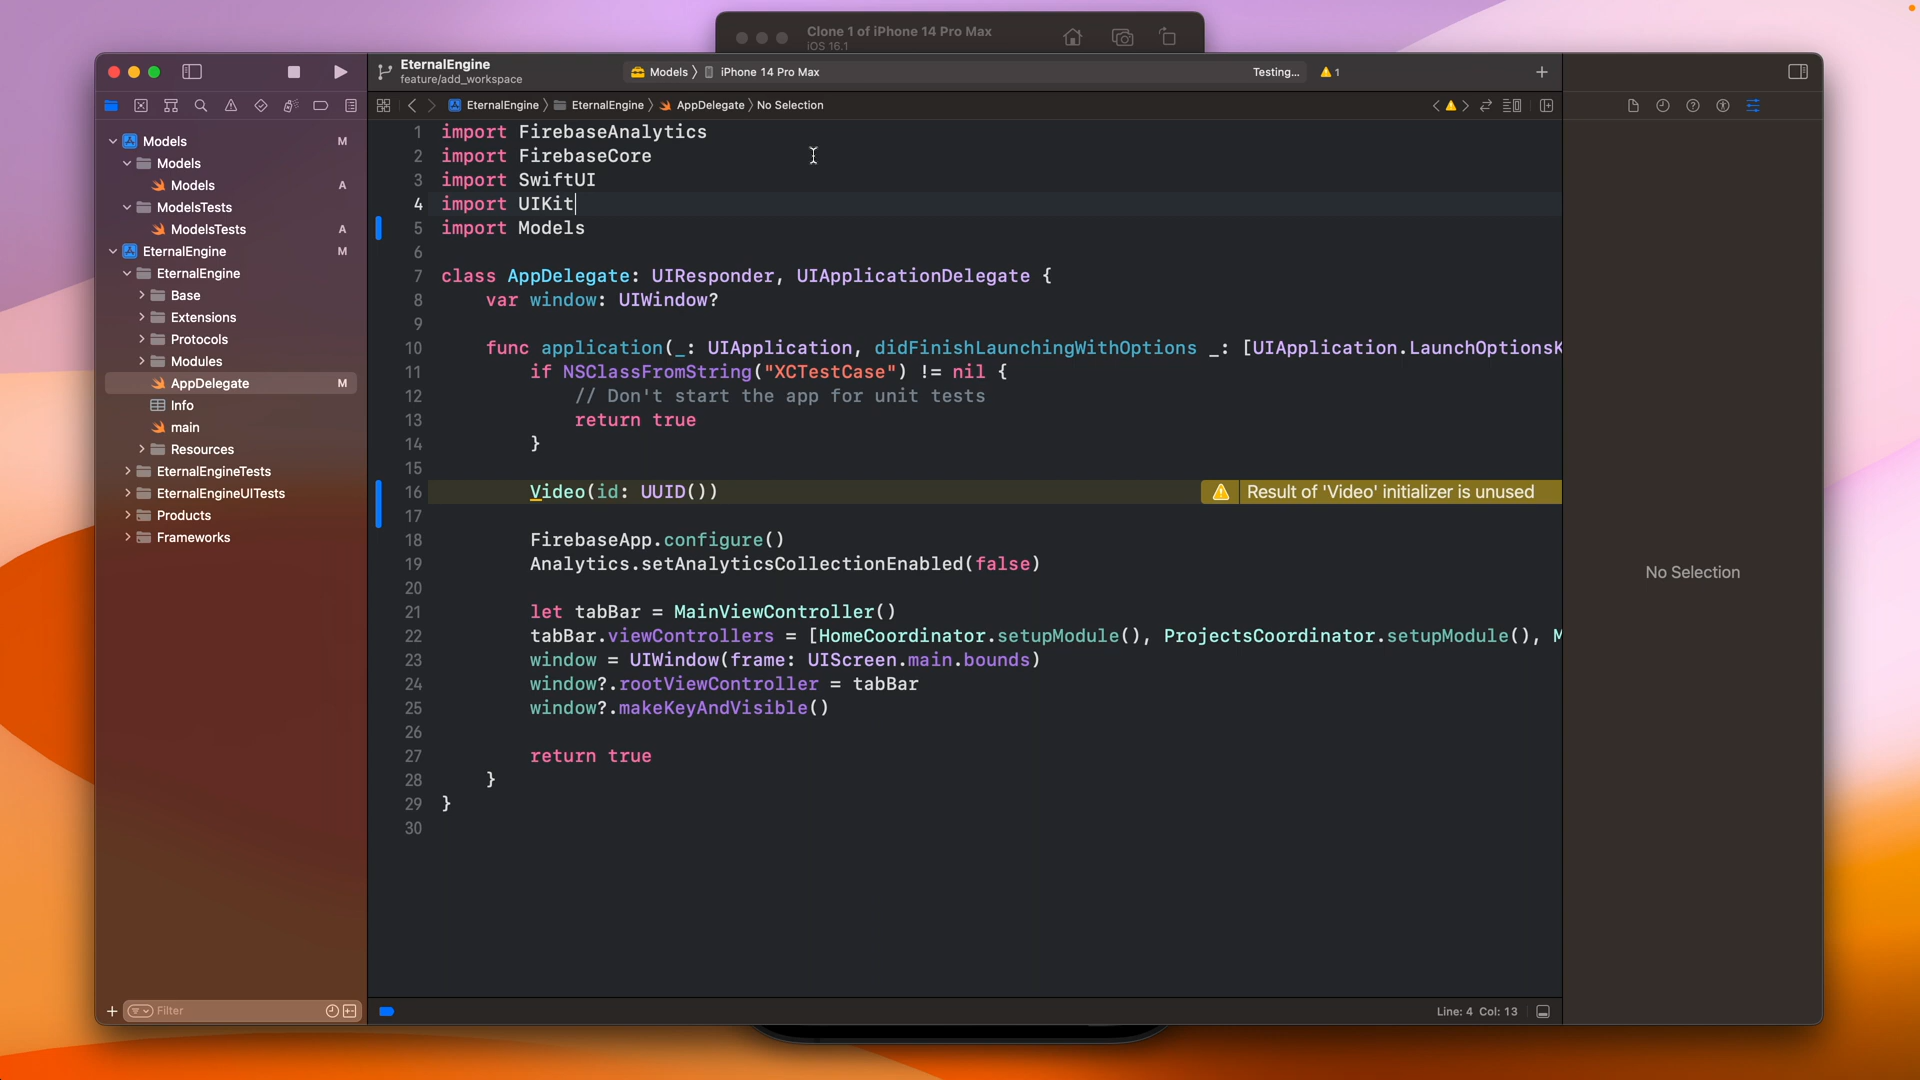 Clone 1 of iPhone 14 Pro Max
iOS 16.1
EternalEngine
feature/add_workspace
Models
iPhone 14 Pro Max
Testing...
1
EternalEngine
EternalEngine
AppDelegate
No Selection
Models M
Models
Models A
ModelsTests
ModelsTests A
EternalEngine M
EternalEngine
Base
Extensions
Protocols
Modules
AppDelegate M
Info
main
Resources
EternalEngineTests
EternalEngineUITests
Products
Frameworks
Filter
1 import FirebaseAnalytics
2 import FirebaseCore
3 import SwiftUI
4 import UIKit
5 import Models
6
7 class AppDelegate: UIResponder, UIApplicationDelegate {
8 var window: UIWindow?
9
10 func application(_: UIApplication, didFinishLaunchingWithOptions _: [UIApplication.LaunchOptionsK
11 if NSClassFromString("XCTestCase") != nil {
12 // Don't start the app for unit tests
13 return true
14 }
15
16 Video(id: UUID()) Result of 'Video' initializer is unused
17
18 FirebaseApp.configure()
19 Analytics.setAnalyticsCollectionEnabled(false)
20
21 let tabBar = MainViewController()
22 tabBar.viewControllers = [HomeCoordinator.setupModule(), ProjectsCoordinator.setupModule(), M
23 window = UIWindow(frame: UIScreen.main.bounds)
24 window?.rootViewController = tabBar
25 window?.makeKeyAndVisible()
26
27 return true
28 }
29 }
30
No Selection
Line: 4 Col: 13